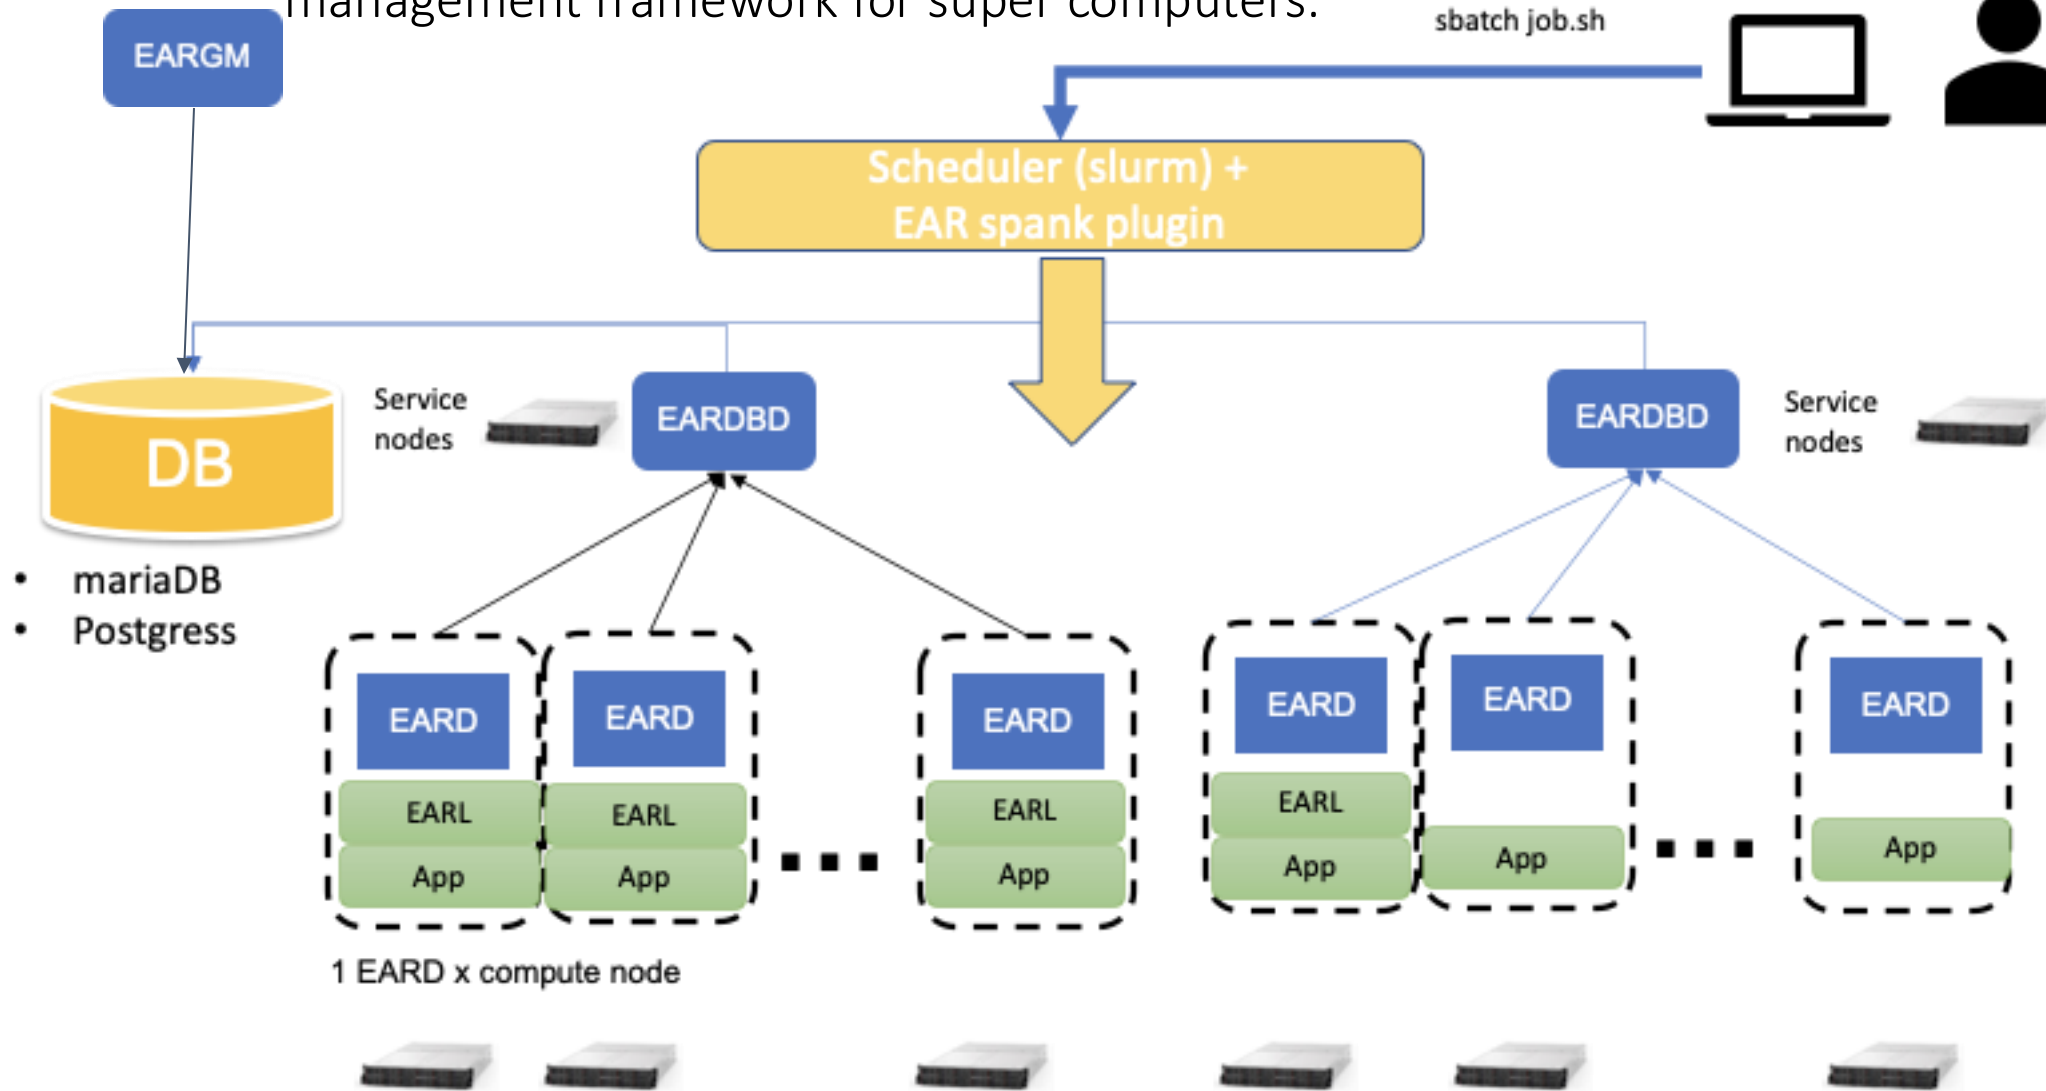 management framework for super computers.
EARGM
sbatch job.sh
Scheduler (slurm) +
EAR spank plugin
DB
Service
nodes
EARDBD
EARDBD
Service
nodes
• mariaDB
• Postgress
EARD
EARL
App
EARD
EARL
App
EARD
EARL
App
EARD
EARL
App
EARD
App
EARD
App
1 EARD x compute node